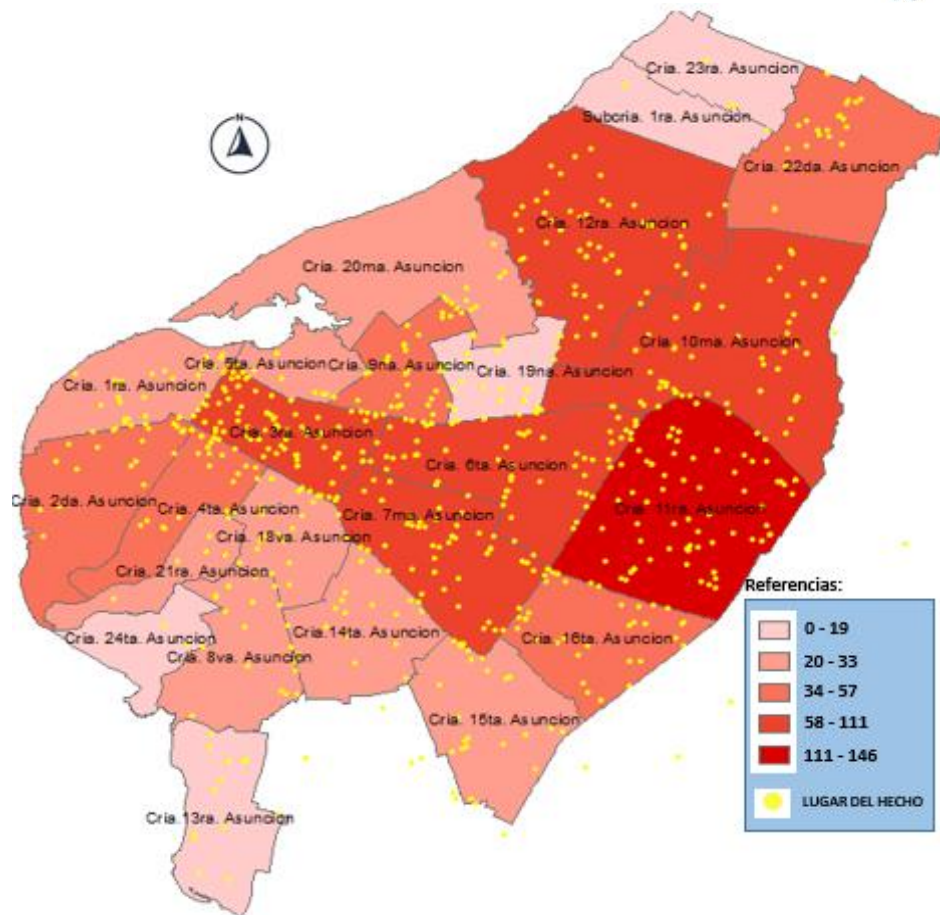 N
Cria. 23ra. Asuncion
Subcria. 1ra. Asuncion
Cria. 22da. Asuncion
Cria. 12ra. Asuncion
Cria. 20ma. Asuncion
Cria. 10ma. Asuncion
Cria. 5ta. Asuncion
Cria. 9na. Asuncion
Cria. 19na. Asuncion
Cria. 1ra. Asuncion
Cria. 3ra. Asuncion
Cria. 6ta. Asuncion
Cria. 2da. Asuncion
Cria. 4ta. Asuncion
Cria. 7ma. Asuncion
Cria. 11ra. Asuncion
Cria. 18va. Asuncion
Cria. 21ra. Asuncion
Cria. 24ta. Asuncion
Cria. 14ta. Asuncion
Cria. 16ta. Asuncion
Cria. 8va. Asuncion
Cria. 15ta. Asuncion
Cria. 13ra. Asuncion
Referencias:
0 - 19
20 - 33
34 - 57
58 - 111
111 - 146
LUGAR DEL HECHO